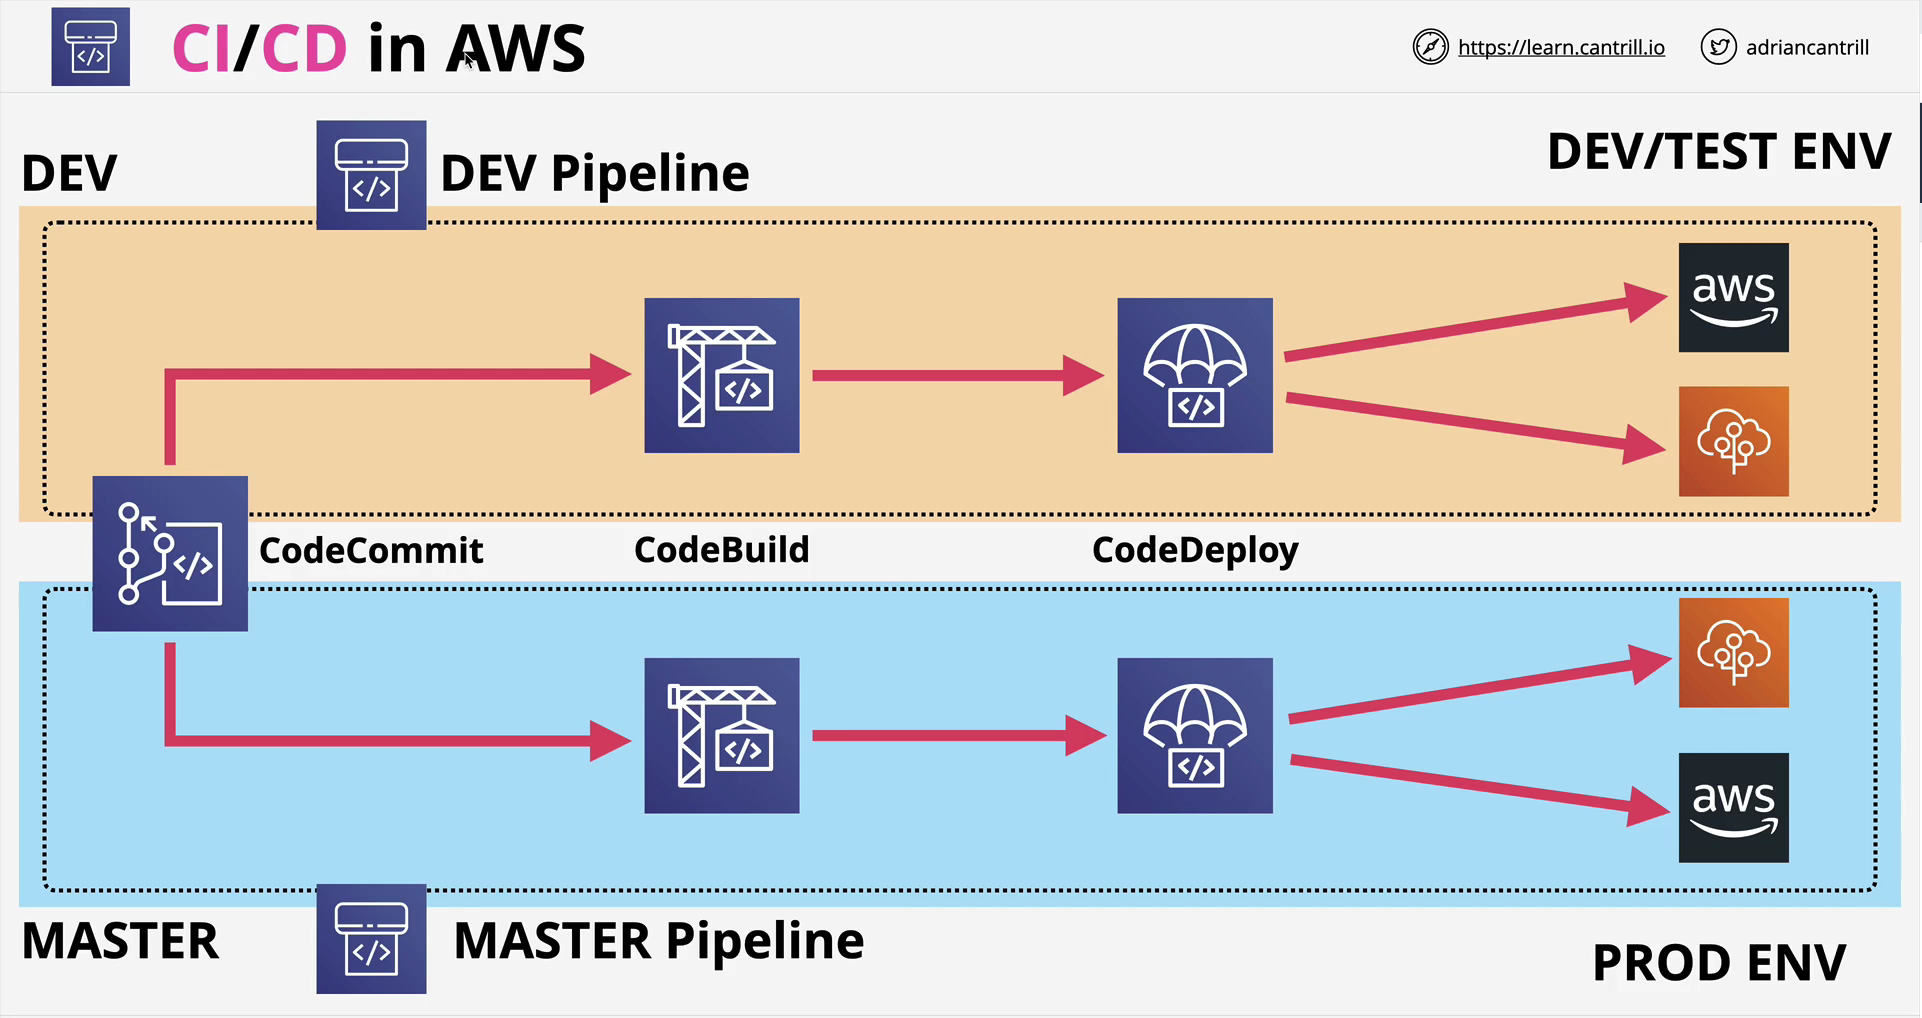 CI/CD in AWS
https://learn.cantrill.io
adriancantrill
DEV
DEV Pipeline
DEV/TEST ENV
aws
CodeCommit
CodeBuild
CodeDeploy
aws
MASTER
MASTER Pipeline
PROD ENV